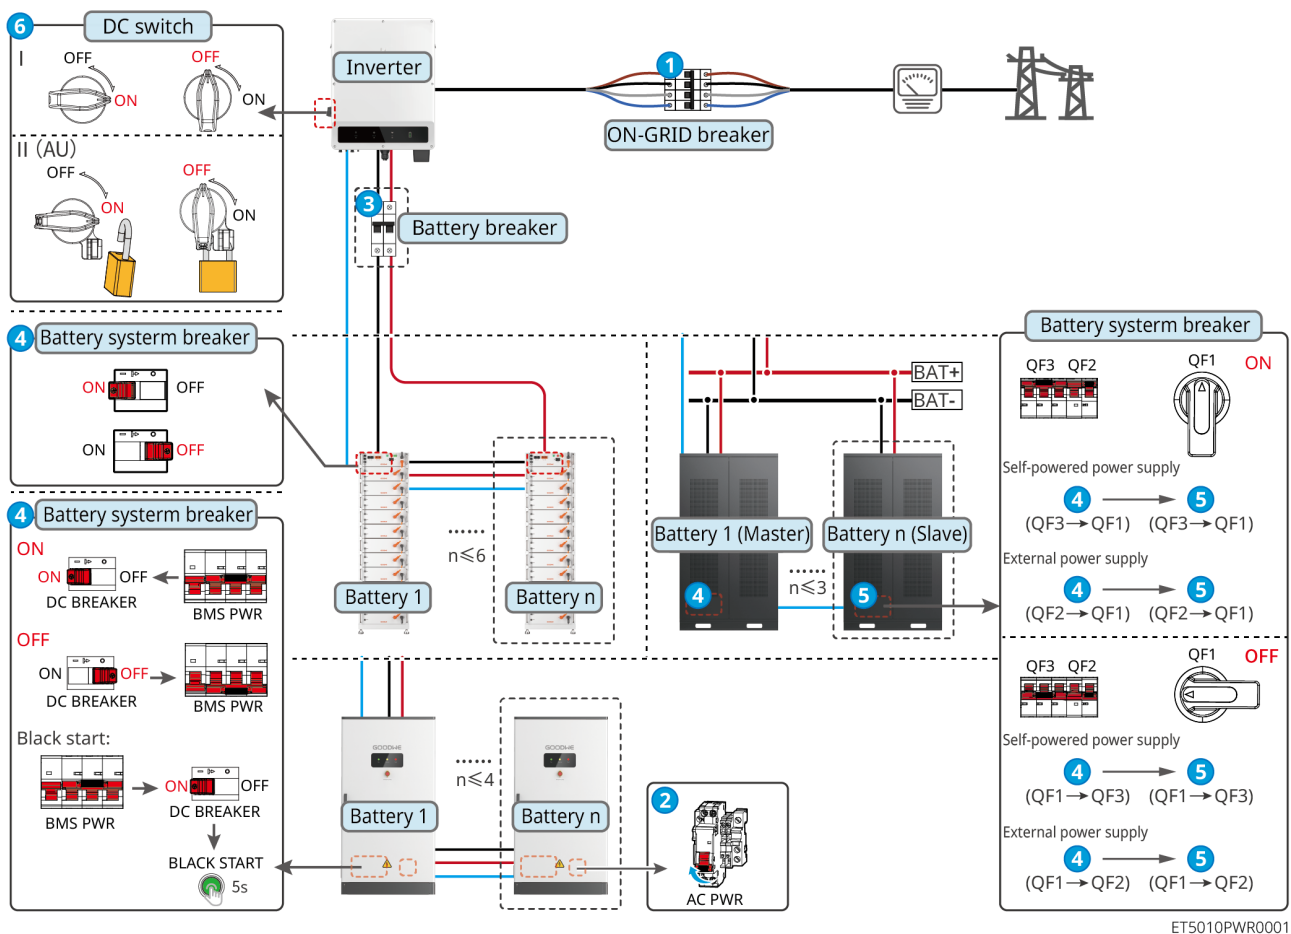 6
DC switch
I
OFF
ON
OFF
ON
II (AU)
OFF
ON
OFF
ON
Inverter
1
ON-GRID breaker
3
Battery breaker
4
Battery systerm breaker
ON
OFF
ON
OFF
4
Battery systerm breaker
ON
ON
OFF
DC BREAKER
BMS PWR
OFF
ON
OFF
DC BREAKER
BMS PWR
Black start:
BMS PWR
ON
OFF
DC BREAKER
BLACK START
5s
Battery 1
n≤6
Battery n
BAT+
BAT-
Battery 1 (Master)
Battery n (Slave)
n≤3
4
5
GOODWE
GOODWE
n≤4
Battery 1
Battery n
2
AC PWR
Battery systerm breaker
QF3 QF2
QF1
ON
Self-powered power supply
4 → 5
(QF3→QF1) (QF3→QF1)
External power supply
4 → 5
(QF2→QF1) (QF2→QF1)
QF3 QF2
QF1
OFF
Self-powered power supply
4 → 5
(QF1→QF3) (QF1→QF3)
External power supply
4 → 5
(QF1→QF2) (QF1→QF2)
ET5010PWR0001